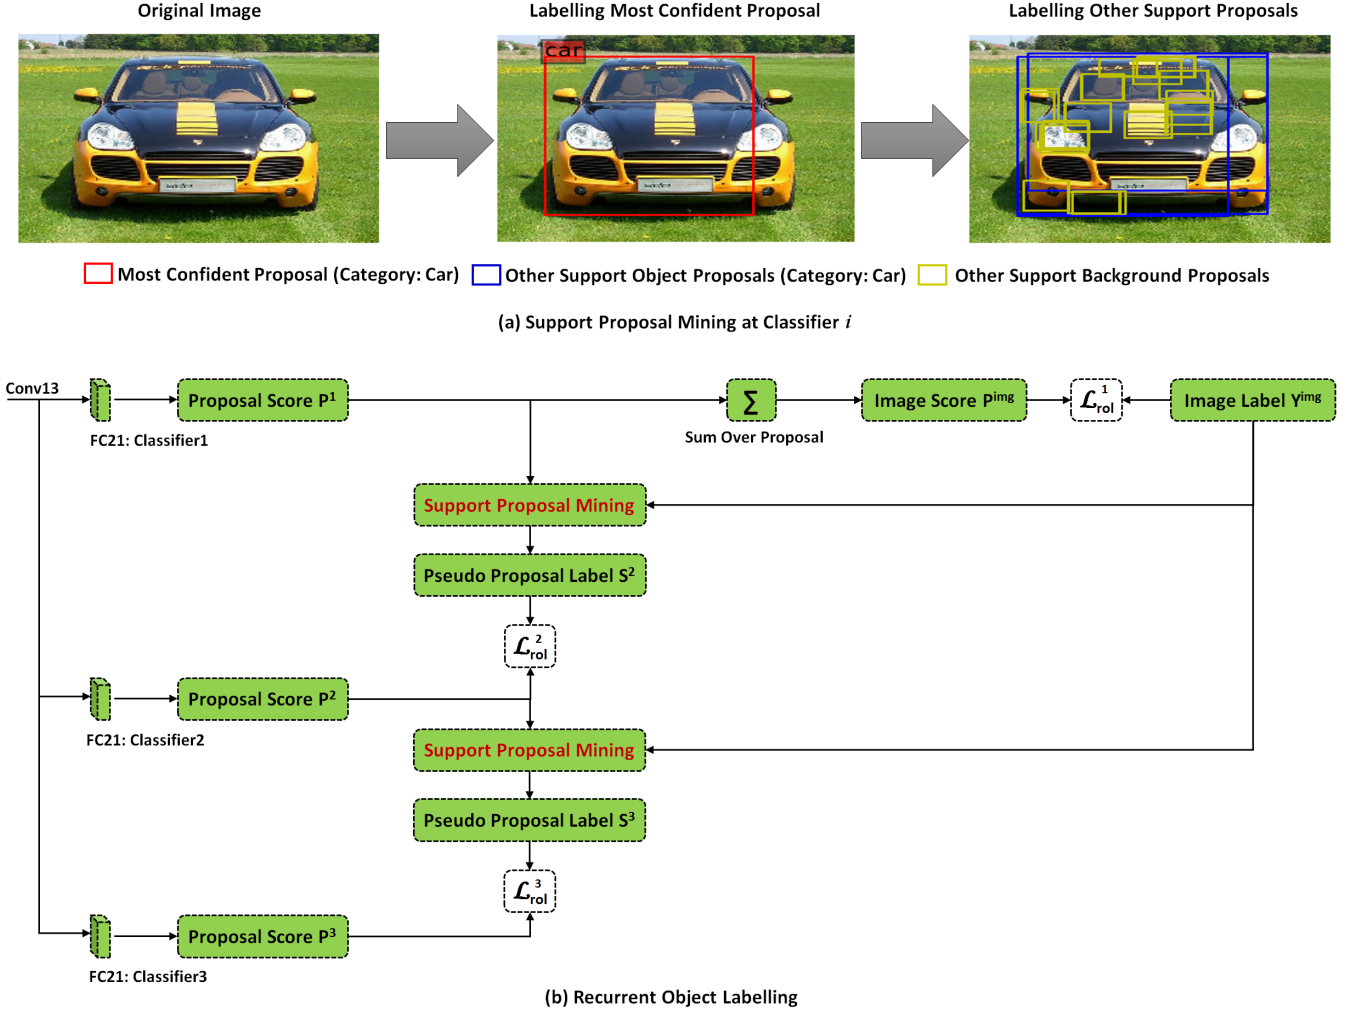 Original Image
Labelling Most Confident Proposal
Labelling Other Support Proposals
car
Most Confident Proposal (Category: Car)
Other Support Object Proposals (Category: Car)
Other Support Background Proposals
(a) Support Proposal Mining at Classifier i
Conv13
Proposal Score P¹
Σ
Image Score Pⁱᵐᵍ
ℒ¹rol
Image Label Yⁱᵐᵍ
FC21: Classifier1
Sum Over Proposal
Support Proposal Mining
Pseudo Proposal Label S²
ℒ²rol
Proposal Score P²
FC21: Classifier2
Support Proposal Mining
Pseudo Proposal Label S³
ℒ³rol
Proposal Score P³
FC21: Classifier3
(b) Recurrent Object Labelling